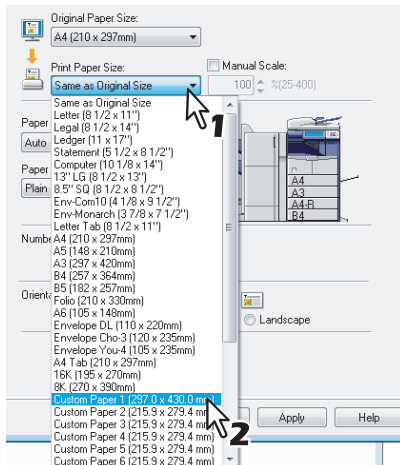 Original Paper Size:
A4 (210 x 297mm)
Print Paper Size:
Manual Scale:
Same as Original Size
100 %(25-400)
1
Same as Original Size
Letter (8 1/2 x 11")
Legal (8 1/2 x 14")
Ledger (11 x 17")
Statement (5 1/2 x 8 1/2")
Computer (10 1/8 x 14")
13" LG (8 1/2 x 13")
8.5" SQ (8 1/2 x 8 1/2")
Env-Com10 (4 1/8 x 9 1/2")
Env-Monarch (3 7/8 x 7 1/2")
Letter Tab (8 1/2 x 11")
A4 (210 x 297mm)
A5 (148 x 210mm)
A3 (297 x 420mm)
B4 (257 x 364mm)
B5 (182 x 257mm)
Folio (210 x 330mm)
A6 (105 x 148mm)
Envelope DL (110 x 220mm)
Envelope Cho-3 (120 x 235mm)
Envelope You-4 (105 x 235mm)
A4 Tab (210 x 297mm)
16K (195 x 270mm)
8K (270 x 390mm)
Custom Paper 1 (297.0 x 430.0 mm)
Custom Paper 2 (215.9 x 279.4 mm)
Custom Paper 3 (215.9 x 279.4 mm)
Custom Paper 4 (215.9 x 279.4 mm)
Custom Paper 5 (215.9 x 279.4 mm)
Custom Paper 6 (215.9 x 279.4 mm)
2
Paper
Auto
Paper
Plain
Numbe
Orient
A4
A3
A4-R
B4
Landscape
Apply
Help